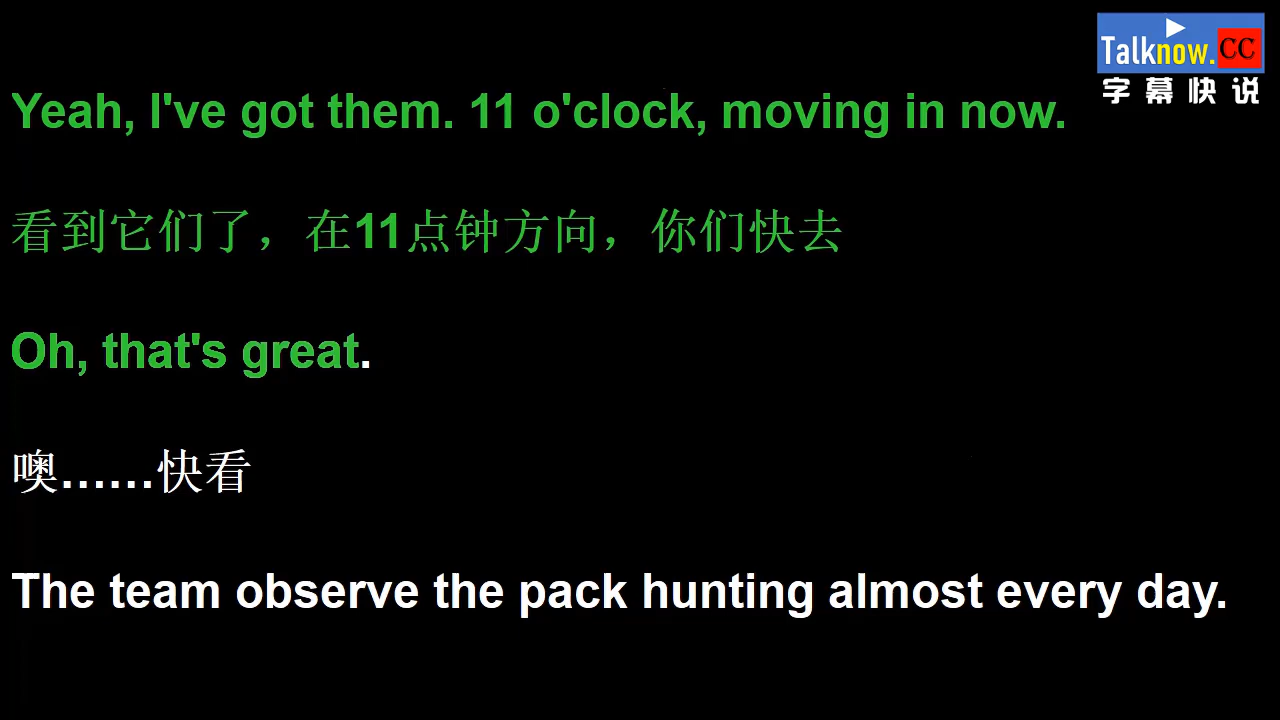 Talknow.CC
字幕快说
Yeah, I've got them. 11 o'clock, moving in now.
看到它们了，在11点钟方向，你们快去
Oh, that's great.
噢……快看
The team observe the pack hunting almost every day.